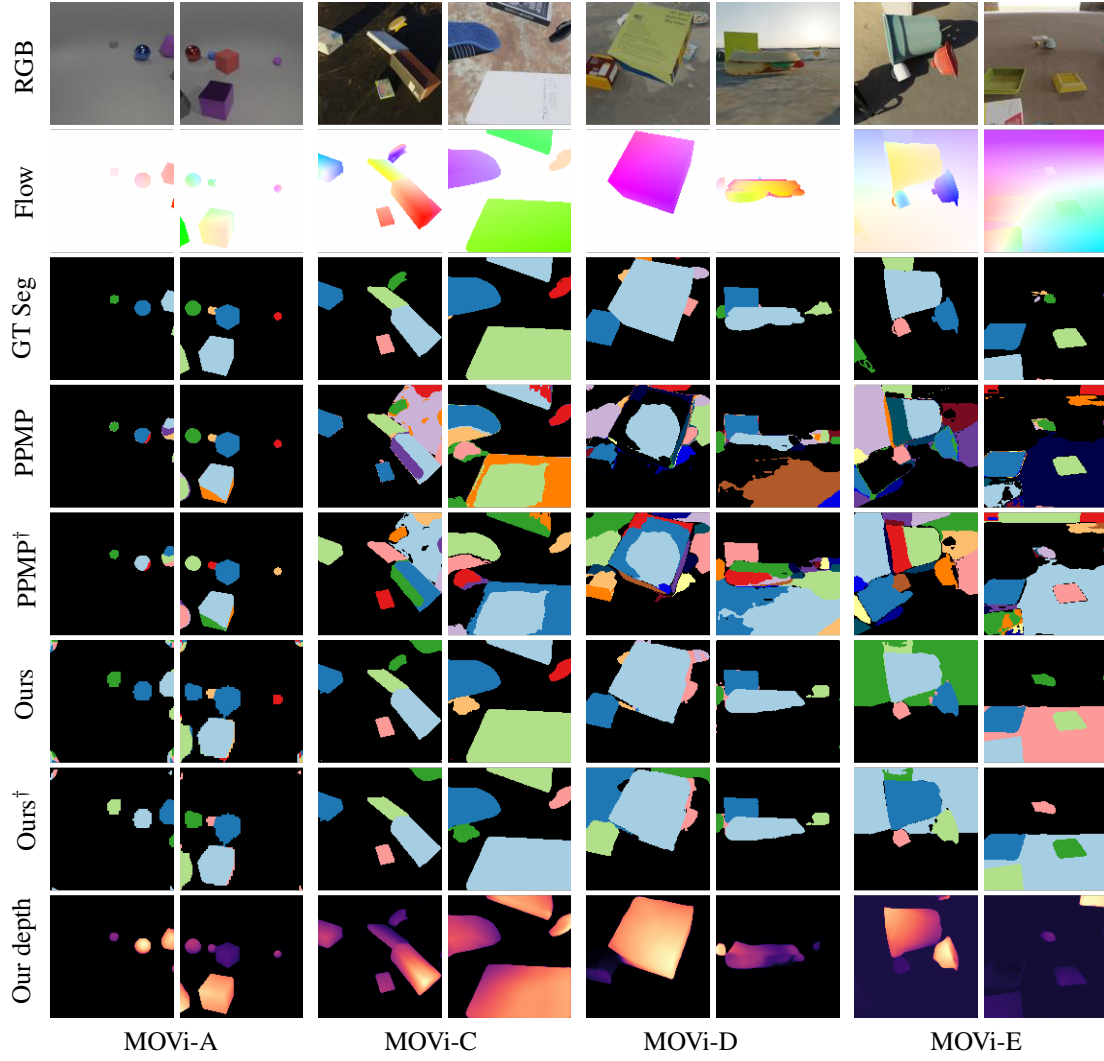 RGB
Flow
GT Seg
PPMP
PPMP†
Ours
Ours†
Our depth
MOVi-A
MOVi-C
MOVi-D
MOVi-E